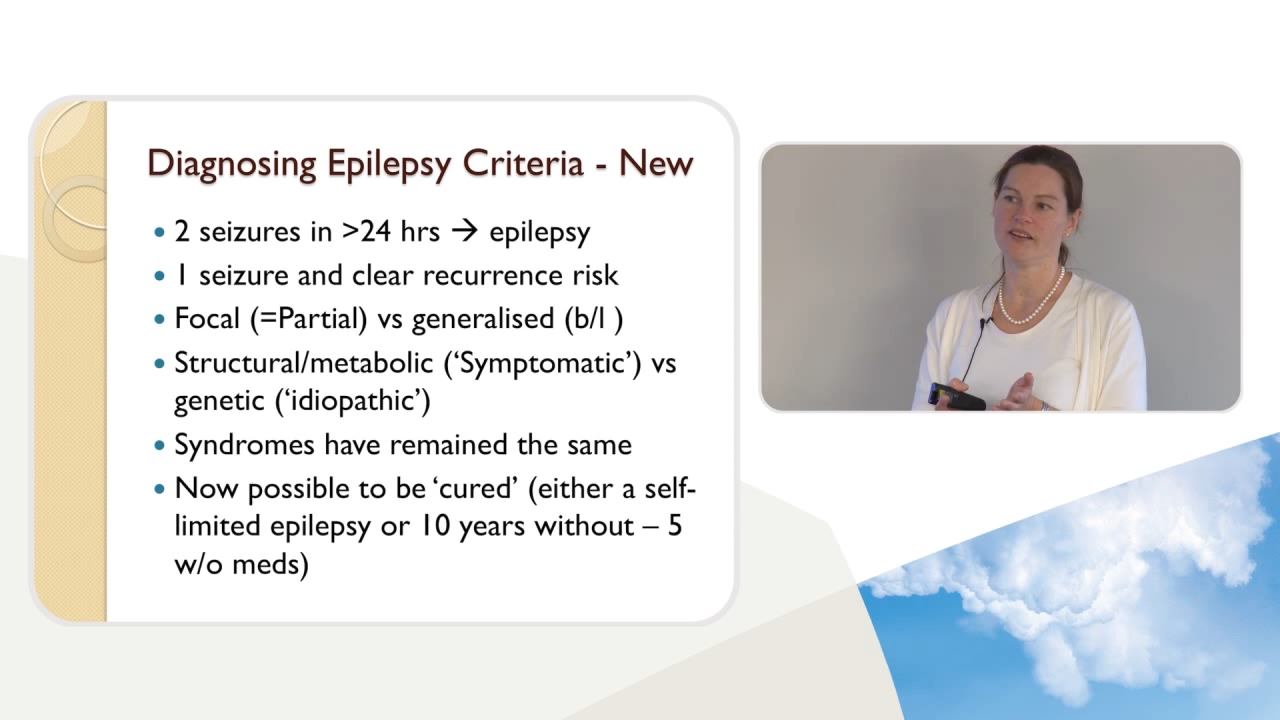 Diagnosing Epilepsy Criteria - New
• 2 seizures in >24 hrs → epilepsy
• 1 seizure and clear recurrence risk
• Focal (=Partial) vs generalised (b/l )
• Structural/metabolic (‘Symptomatic’) vs
genetic (‘idiopathic’)
• Syndromes have remained the same
• Now possible to be ‘cured’ (either a self-
limited epilepsy or 10 years without – 5
w/o meds)